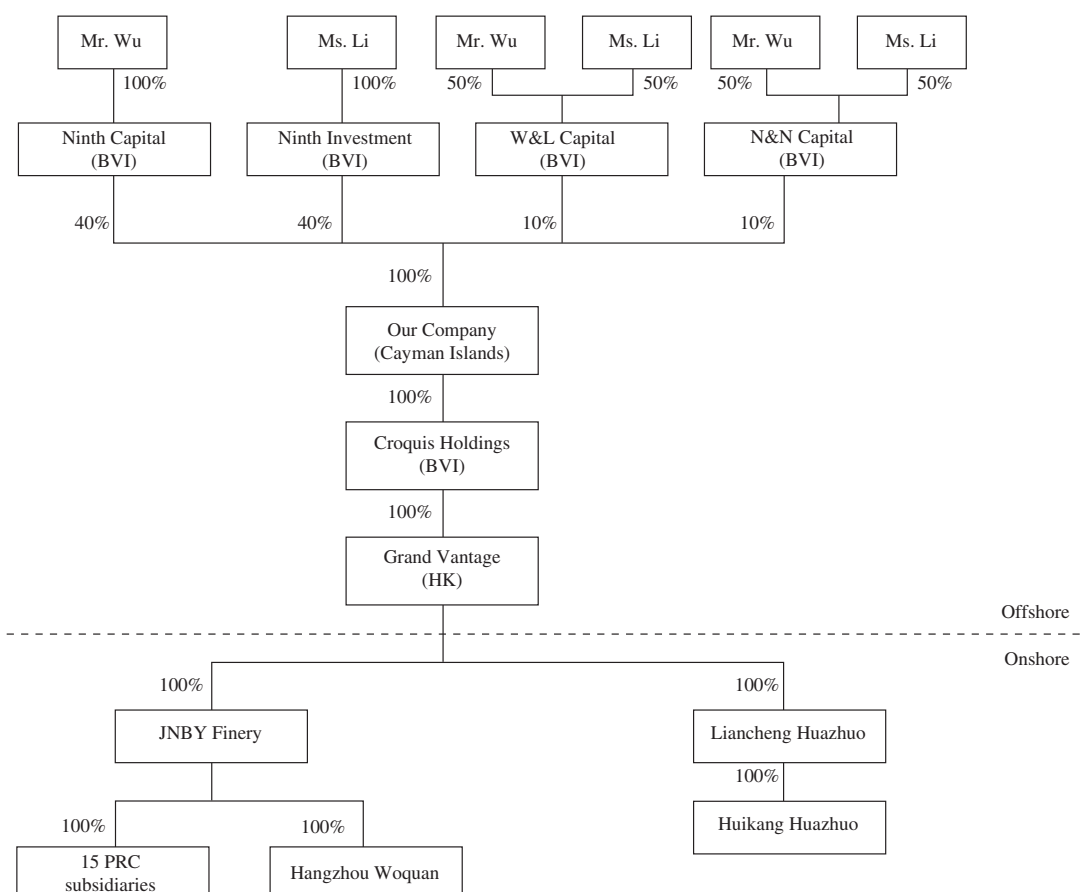 Mr. Wu
Ms. Li
Mr. Wu
Ms. Li
Mr. Wu
Ms. Li
100%
100%
50%
50%
50%
50%
Ninth Capital
(BVI)
Ninth Investment
(BVI)
W&L Capital
(BVI)
N&N Capital
(BVI)
40%
40%
10%
10%
100%
Our Company
(Cayman Islands)
100%
Croquis Holdings
(BVI)
100%
Grand Vantage
(HK)
Offshore
Onshore
100%
100%
JNBY Finery
Liancheng Huazhuo
100%
Huikang Huazhuo
100%
100%
15 PRC
subsidiaries
Hangzhou Woquan